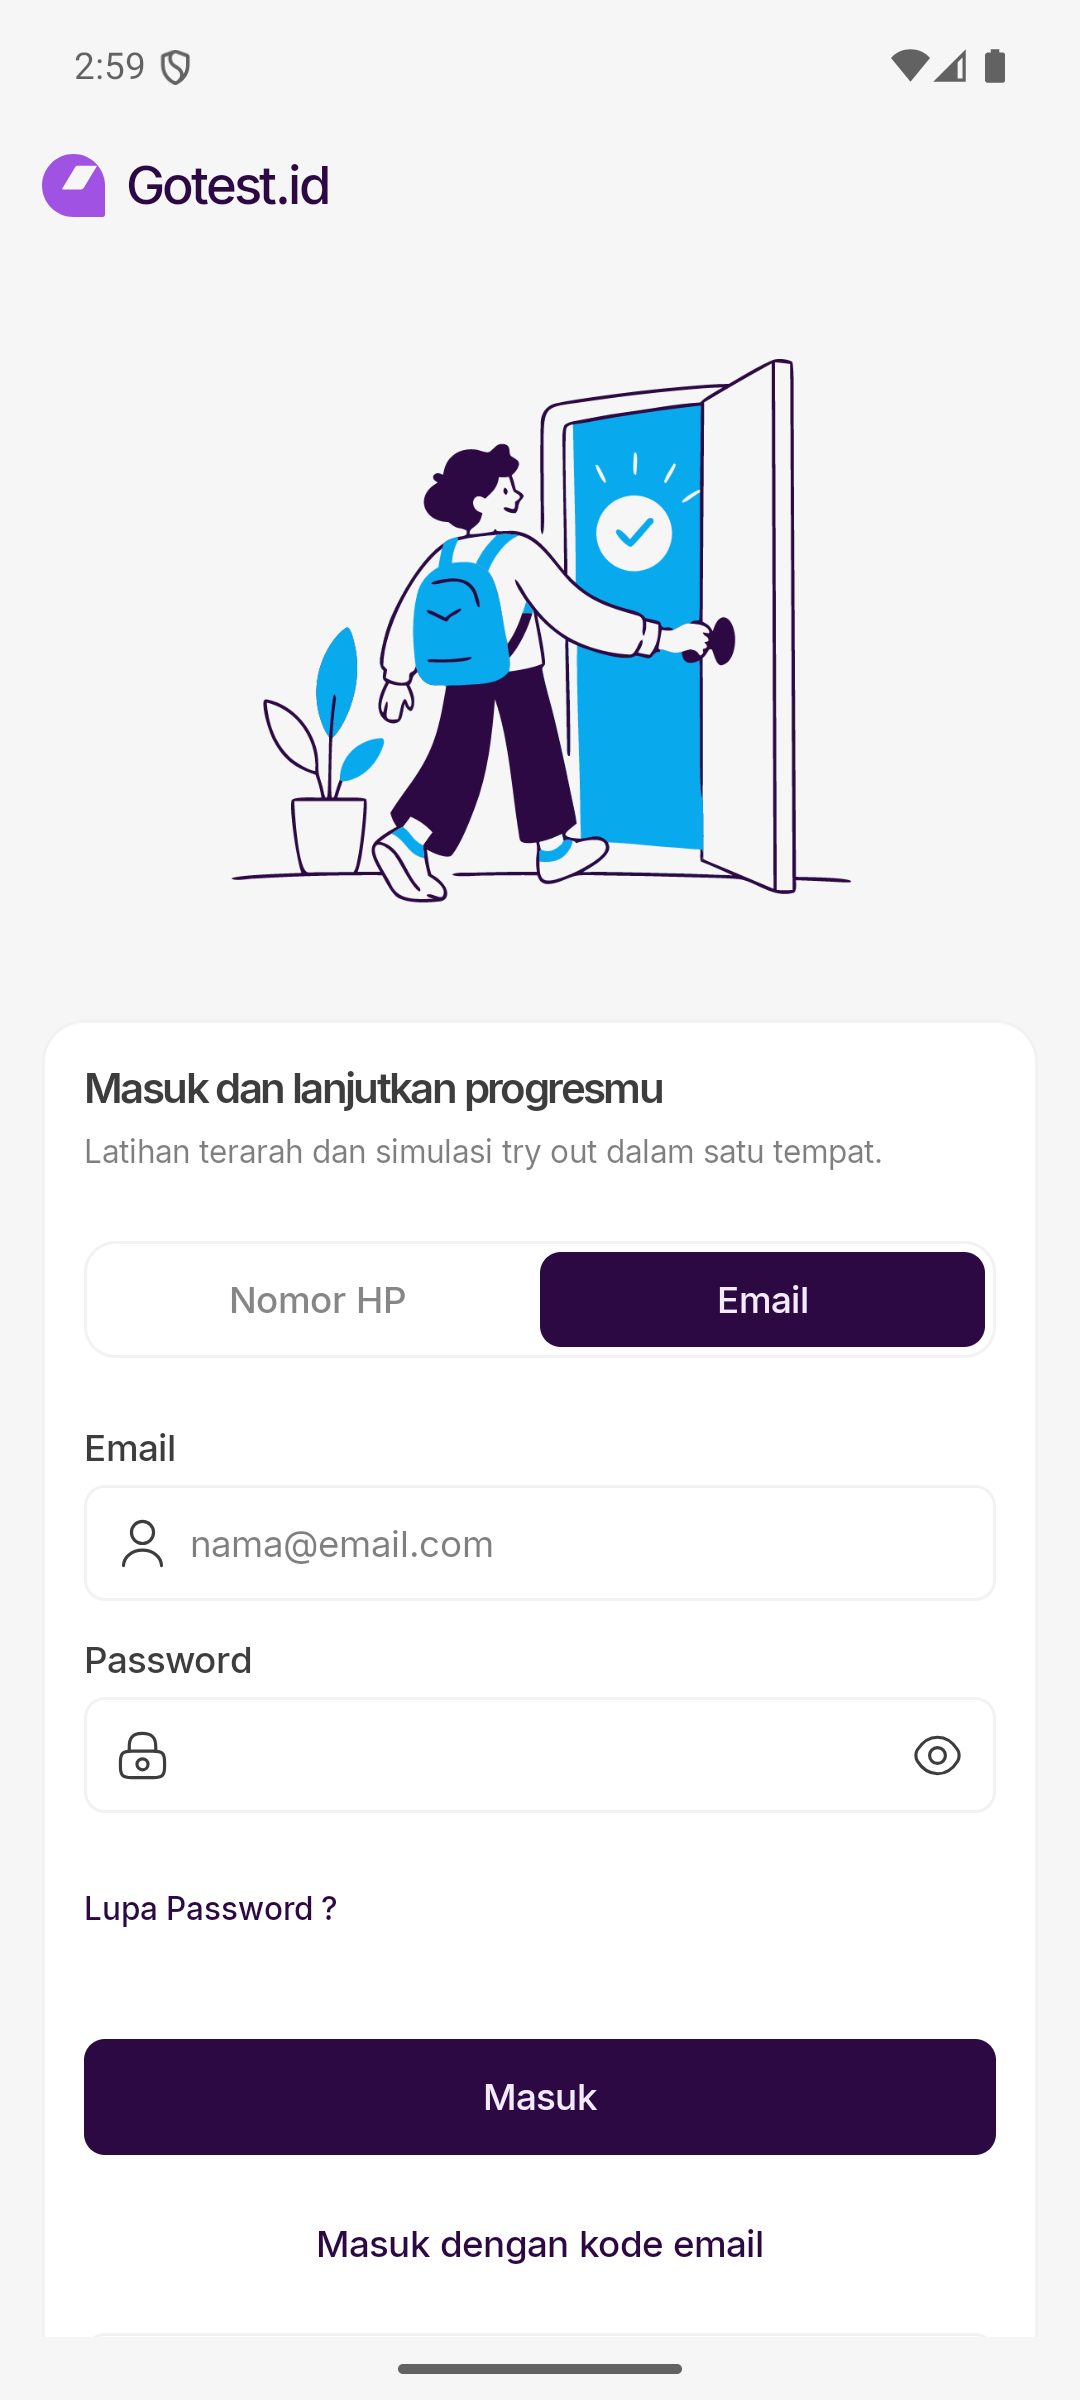 2:59
Gotest.id
Masuk dan lanjutkan progresmu
Latihan terarah dan simulasi try out dalam satu tempat.
Nomor HP
Email
Email
nama@email.com
Password
Lupa Password ?
Masuk
Masuk dengan kode email